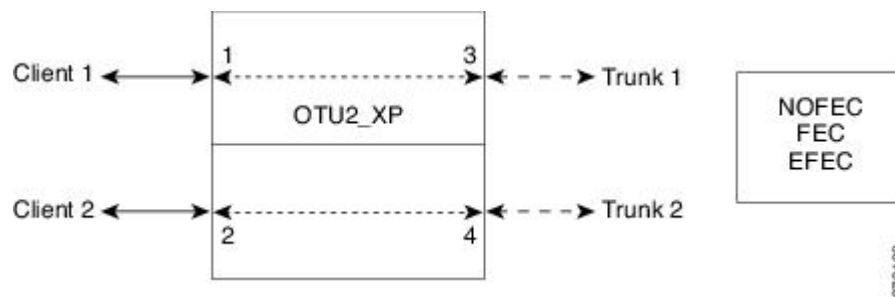 1
3
Client 1
Trunk 1
OTU2_XP
NOFEC
FEC
EFEC
Client 2
Trunk 2
2
4